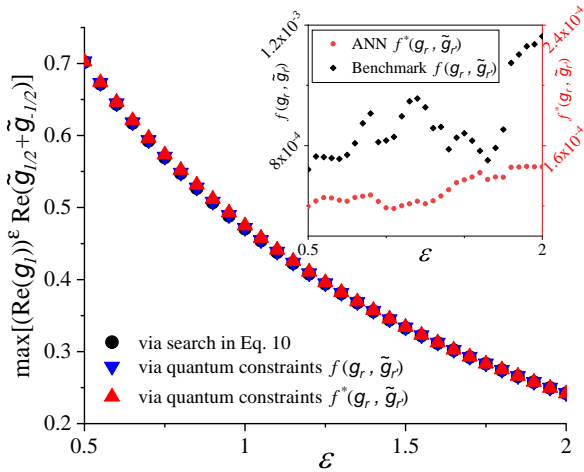 max[(Re(g₁))^ε Re(g̃_1/2+g̃_-1/2)]
0.7
0.6
0.5
0.4
0.3
0.2
0.5
1
1.5
2
ε
via search in Eq. 10
via quantum constraints f(g_r , g̃_r')
via quantum constraints f*(g_r , g̃_r')
1.2x10⁻³
8x10⁻⁴
f(g_r , g̃_r')
ANN f*(g_r , g̃_r')
Benchmark f(g_r , g̃_r')
2.4x10⁻⁴
1.6x10⁻⁴
f*(g_r , g̃_r')
0.5
2
ε